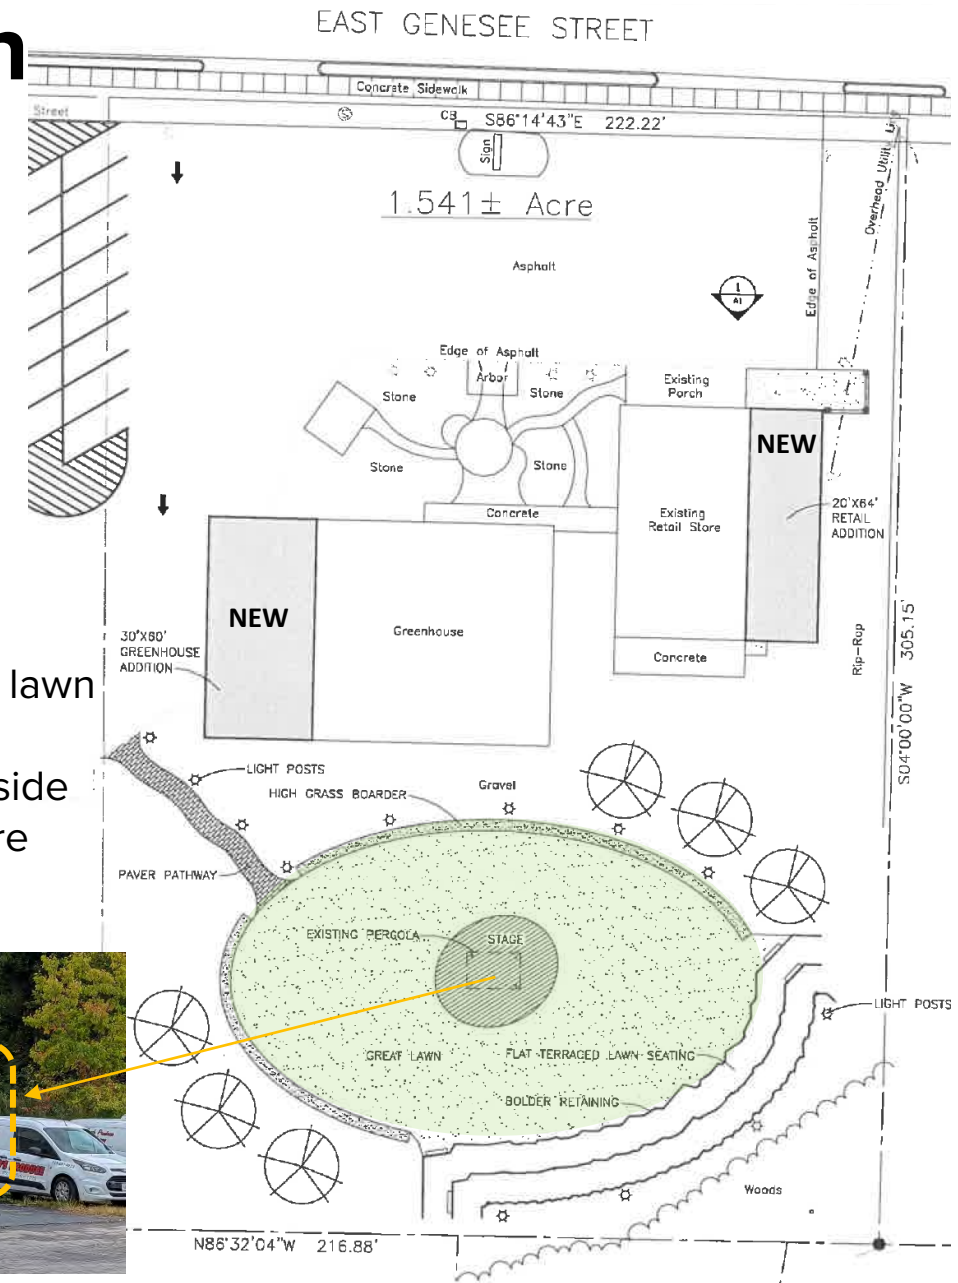 n
EAST GENESEE STREET
Concrete Sidewalk
Street
CB
S86°14'43"E 222.22'
Sign
1.541± Acre
Overhead Utility
Edge of Asphalt
Asphalt
1
A1
Edge of Asphalt
Arbor
Stone
Stone
Existing
Porch
NEW
Stone
Stone
Concrete
Existing
Retail Store
20'X64'
RETAIL
ADDITION
NEW
Greenhouse
30'X60'
GREENHOUSE
ADDITION
Concrete
Rip-Rap
S04°00'00"W 305.15'
lawn
side
re
LIGHT POSTS
HIGH GRASS BOARDER
Gravel
PAVER PATHWAY
EXISTING PERGOLA
STAGE
LIGHT POSTS
GREAT LAWN
FLAT TERRACED LAWN SEATING
BOLDER RETAINING
Woods
N86°32'04"W 216.88'